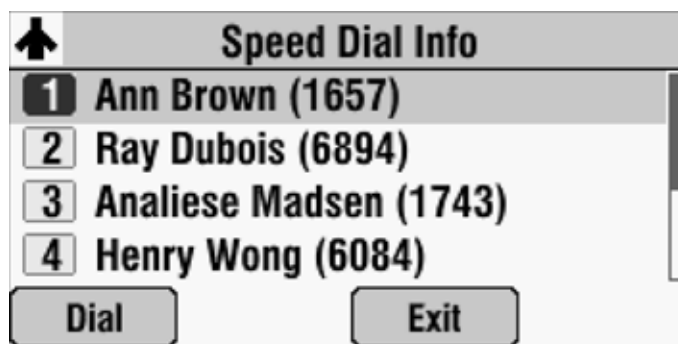 Speed Dial Info
1 Ann Brown (1657)
2 Ray Dubois (6894)
3 Analiese Madsen (1743)
4 Henry Wong (6084)
Dial Exit